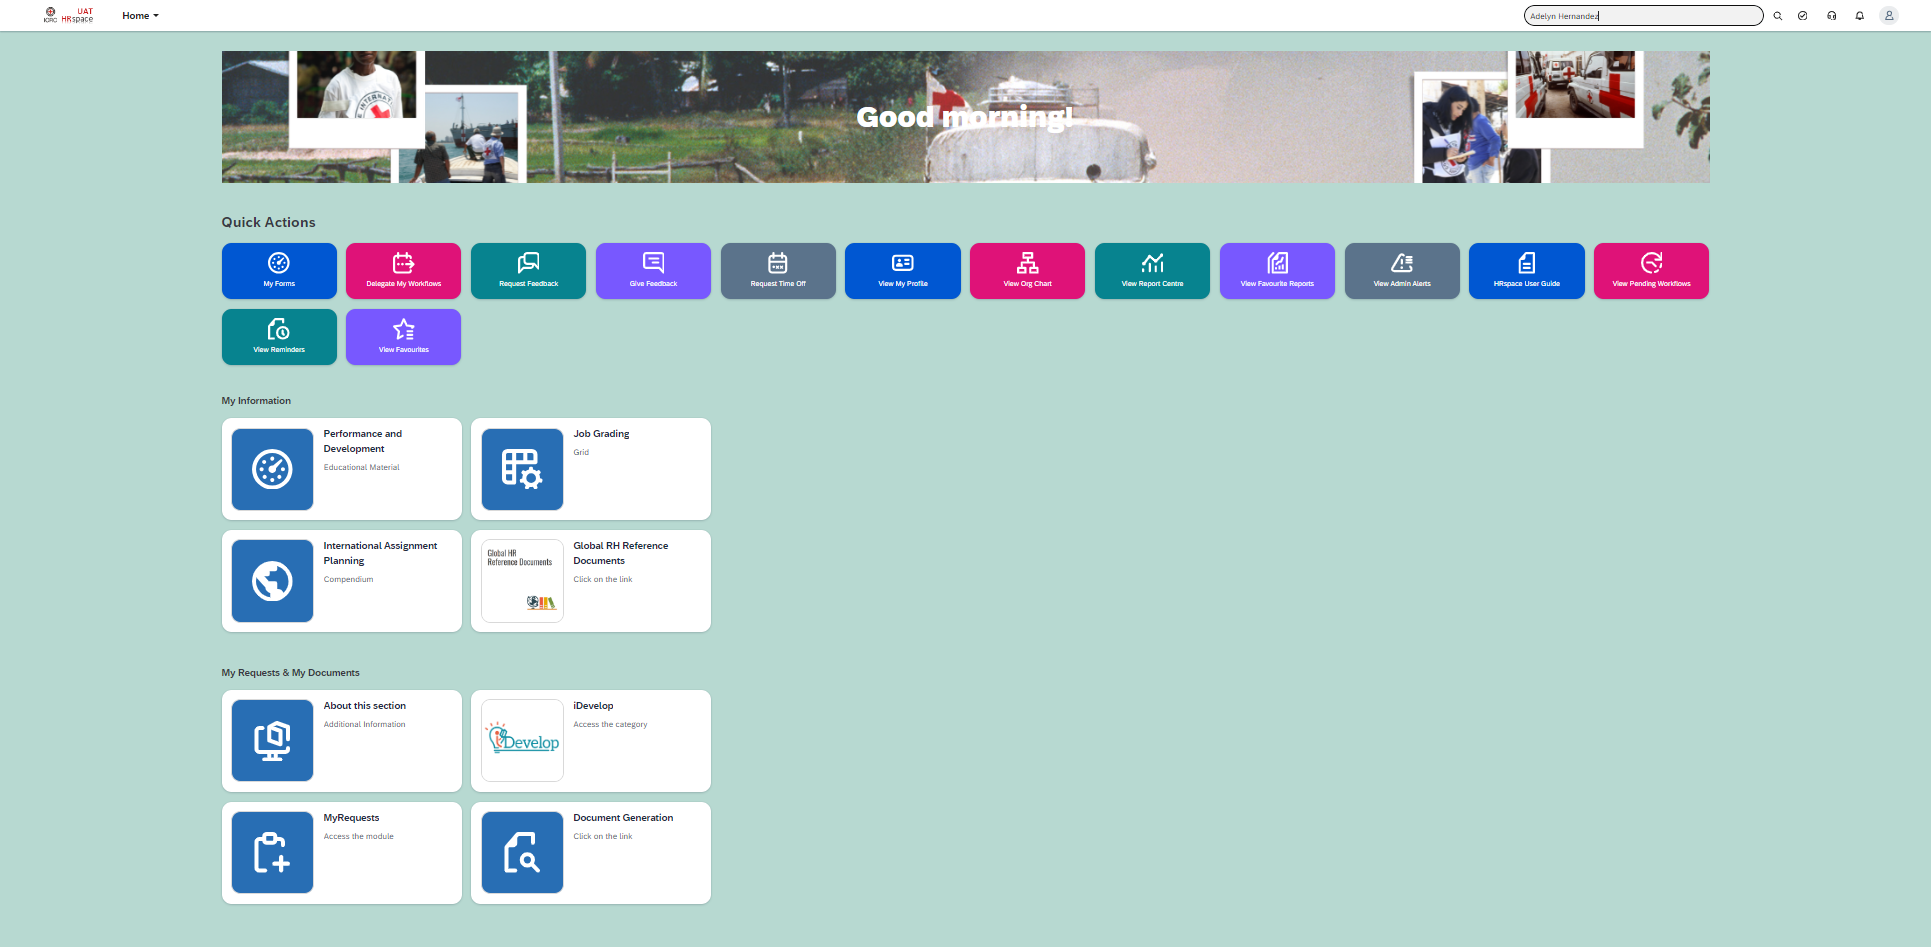 ICRC
UAT
HRspace
Home
Adelyn Hernandez
INTERNAT
Good morning!
Quick Actions
My Forms
Delegate My Workflows
Request Feedback
Give Feedback
Request Time Off
View My Profile
View Org Chart
View Report Centre
View Favourite Reports
View Admin Alerts
HRspace User Guide
View Pending Workflows
View Reminders
View Favourites
My Information
Performance and
Development
Educational Material
Job Grading
Grid
International Assignment
Planning
Compendium
Global HR
Reference Documents
Global RH Reference
Documents
Click on the link
My Requests & My Documents
About this section
Additional Information
iDevelop
iDevelop
Access the category
MyRequests
Access the module
Document Generation
Click on the link